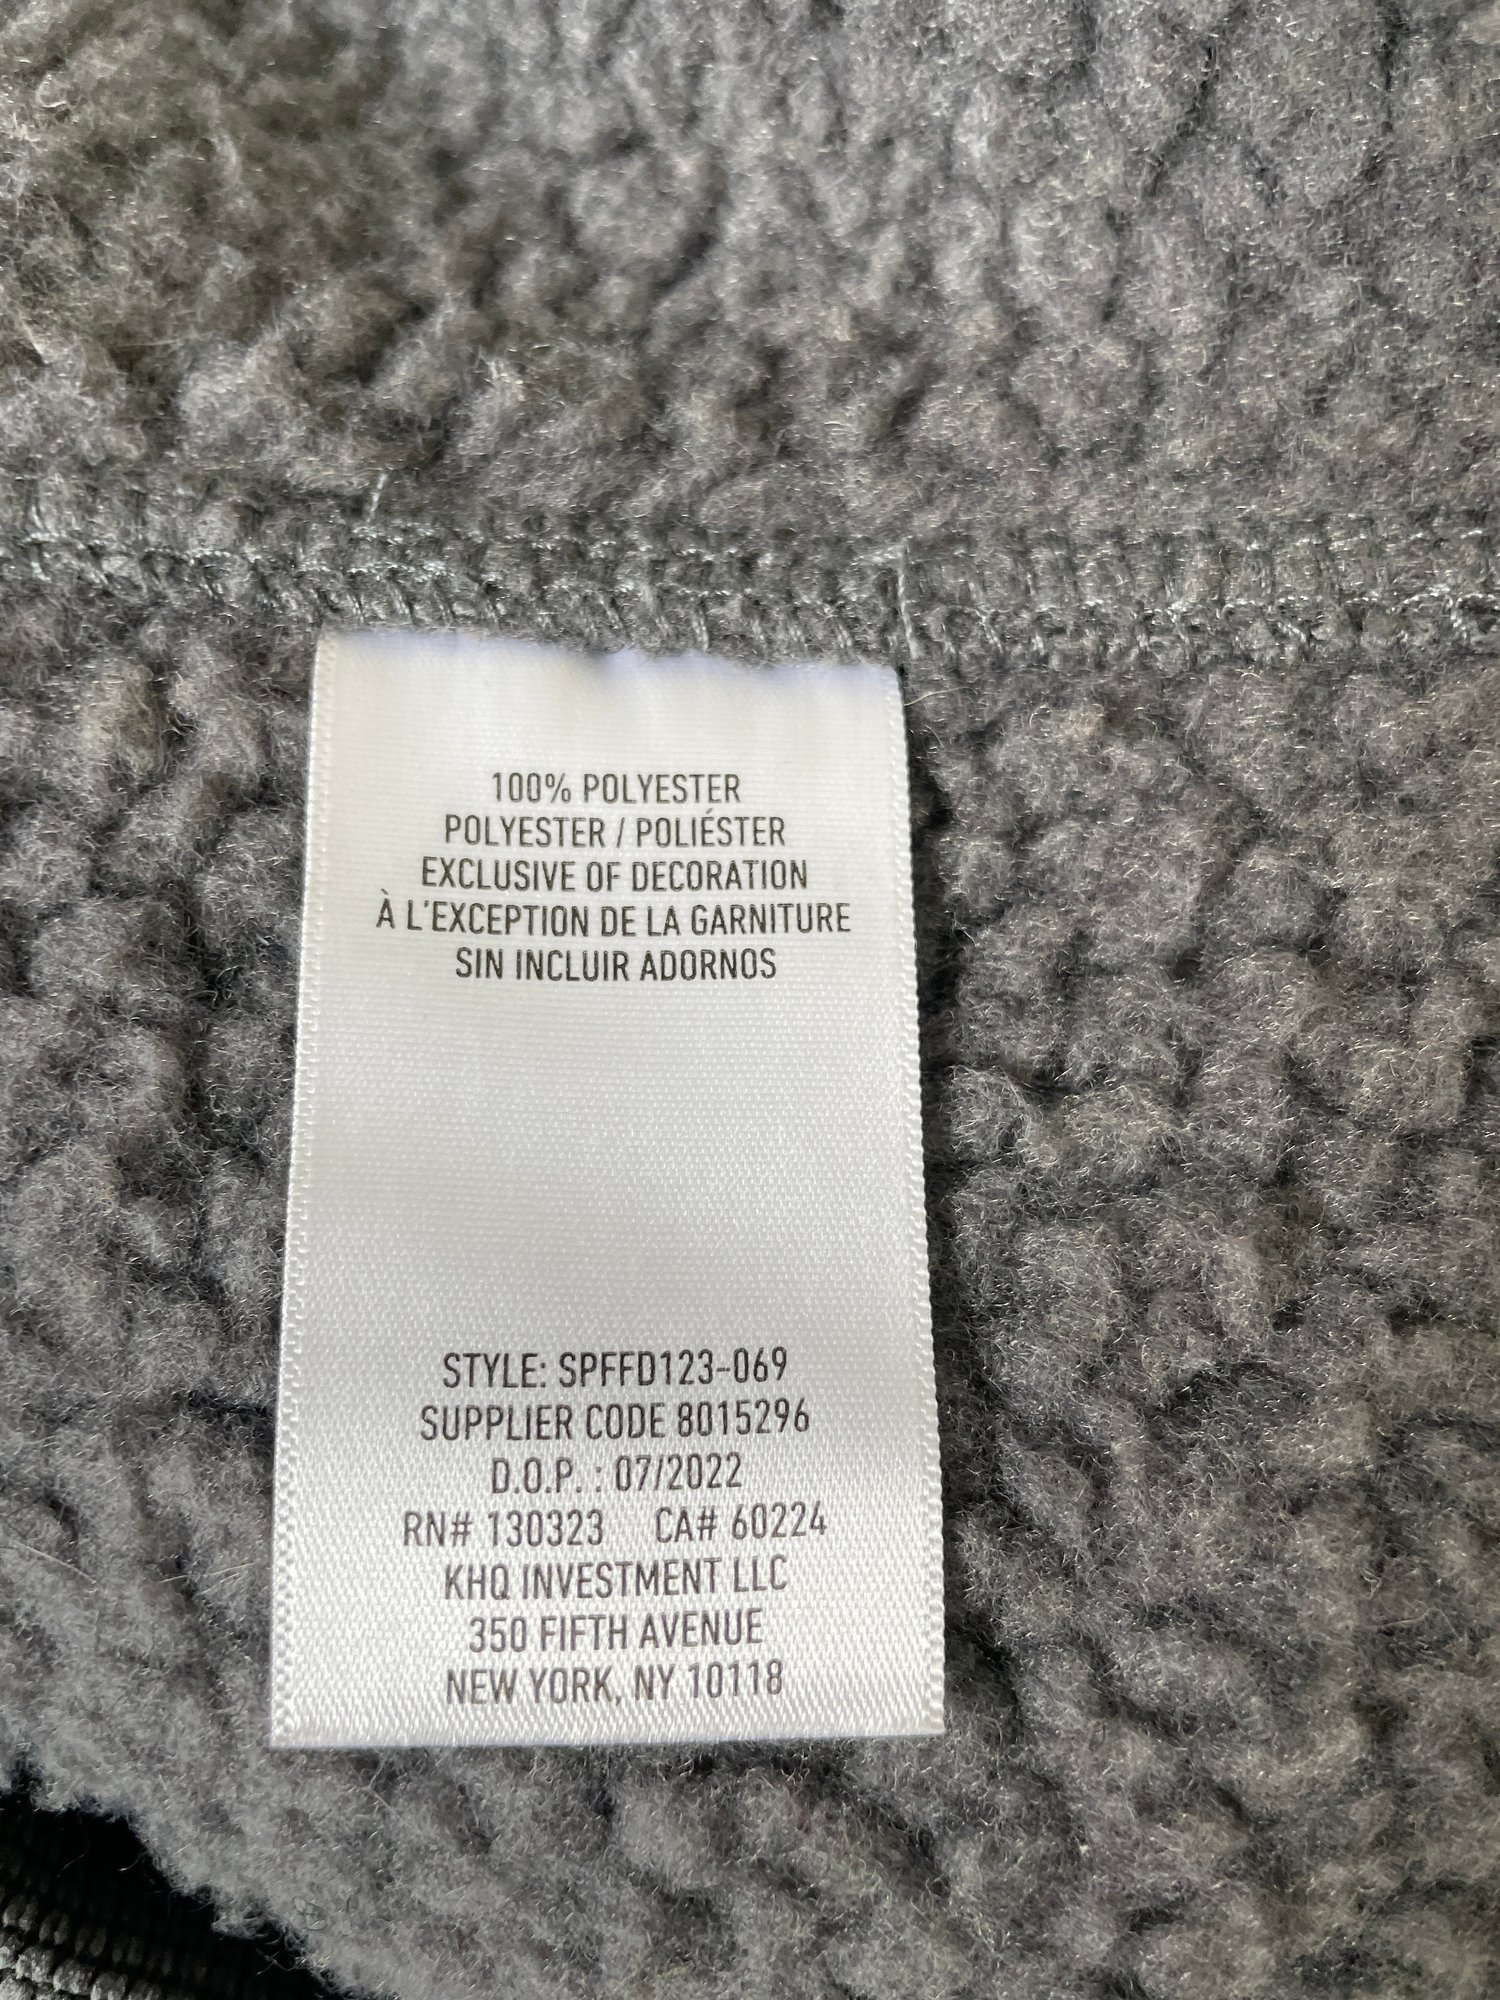 100% POLYESTER
POLYESTER / POLIÉSTER
EXCLUSIVE OF DECORATION
À L'EXCEPTION DE LA GARNITURE
SIN INCLUIR ADORNOS
STYLE: SPFFD123-069
SUPPLIER CODE 8015296
D.O.P. : 07/2022
RN# 130323 CA# 60224
KHQ INVESTMENT LLC
350 FIFTH AVENUE
NEW YORK, NY 10118